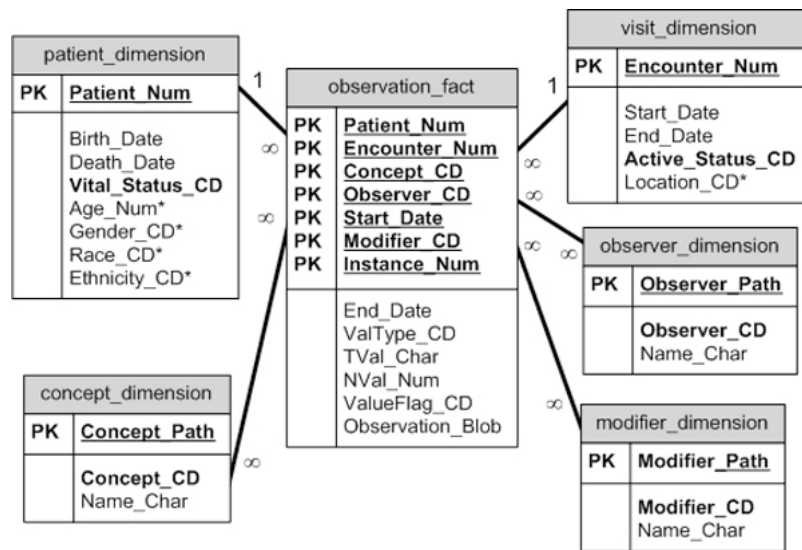 patient_dimension
PK Patient_Num
Birth_Date
Death_Date
Vital_Status_CD
Age_Num*
Gender_CD*
Race_CD*
Ethnicity_CD*
1
∞
observation_fact
PK Patient_Num
PK Encounter_Num
PK Concept_CD
PK Observer_CD
PK Start_Date
PK Modifier_CD
PK Instance_Num
End_Date
ValType_CD
TVal_Char
NVal_Num
ValueFlag_CD
Observation_Blob
visit_dimension
PK Encounter_Num
Start_Date
End_Date
Active_Status_CD
Location_CD*
1
∞
observer_dimension
PK Observer_Path
Observer_CD
Name_Char
∞
∞
concept_dimension
PK Concept_Path
Concept_CD
Name_Char
∞
∞
modifier_dimension
PK Modifier_Path
Modifier_CD
Name_Char
∞
∞